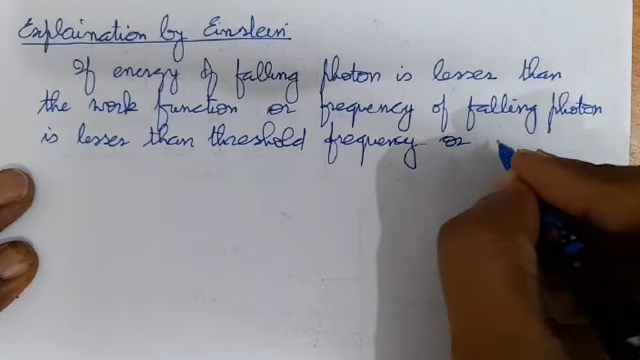 Explaination by Einstein.
If energy of falling photon is lesser than
the work function or frequency of falling photon
is lesser than threshold frequency or